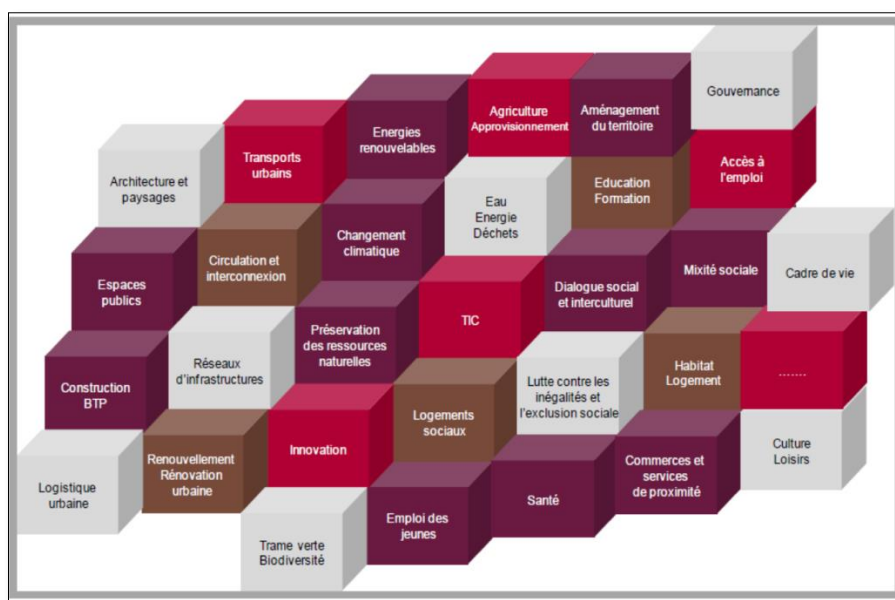 Gouvernance
Agriculture
Approvisionnement
Aménagement
du territoire
Energies
renouvelables
Transports
urbains
Architecture et
paysages
Accès à
l'emploi
Education
Formation
Eau
Energie
Déchets
Changement
climatique
Circulation et
interconnexion
Espaces
publics
Cadre de vie
Mixité sociale
Dialogue social
et interculturel
TIC
Préservation
des ressources
naturelles
Réseaux
d'infrastructures
Construction
BTP
.......
Habitat
Logement
Lutte contre les
inégalités et
l'exclusion sociale
Logements
sociaux
Innovation
Renouvellement
Rénovation
urbaine
Logistique
urbaine
Culture
Loisirs
Commerces et
services
de proximité
Santé
Emploi des
jeunes
Trame verte
Biodiversité